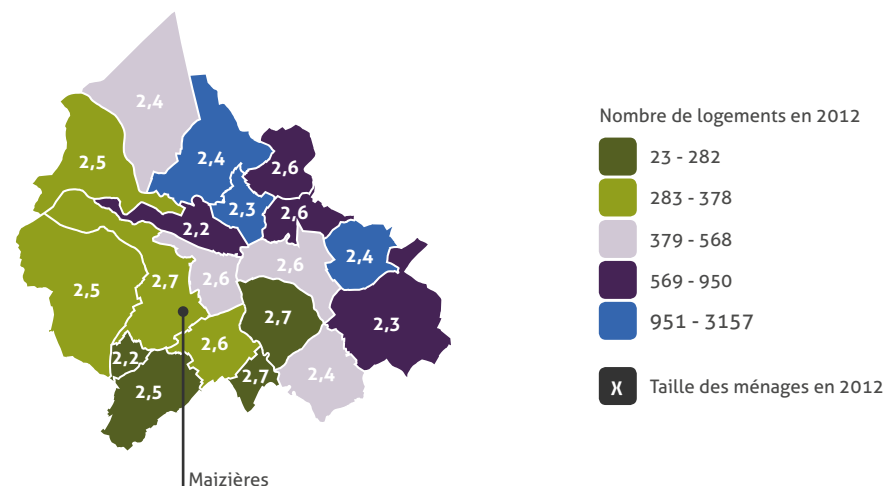 2,4
2,5
2,4
2,6
2,3
2,6
2,2
2,4
2,6
2,6
2,7
2,5
2,7
2,3
2,6
2,2
2,7
2,4
2,5
Maizières
Nombre de logements en 2012
23 - 282
283 - 378
379 - 568
569 - 950
951 - 3157
X Taille des ménages en 2012